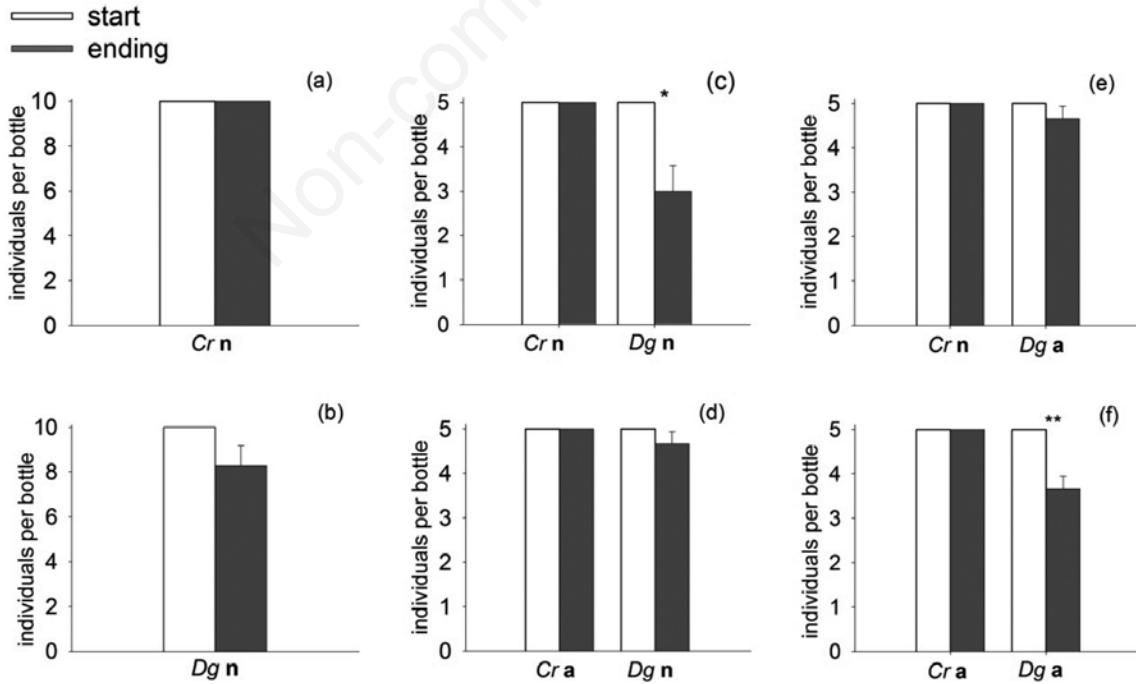 start
ending
(a)
individuals per bottle
10
8
6
4
2
0
Cr n
(c)
individuals per bottle
5
4
3
2
1
0
*
Cr n
Dg n
(e)
individuals per bottle
5
4
3
2
1
0
Cr n
Dg a
(b)
individuals per bottle
10
8
6
4
2
0
Dg n
(d)
individuals per bottle
5
4
3
2
1
0
Cr a
Dg n
(f)
individuals per bottle
5
4
3
2
1
0
**
Cr a
Dg a